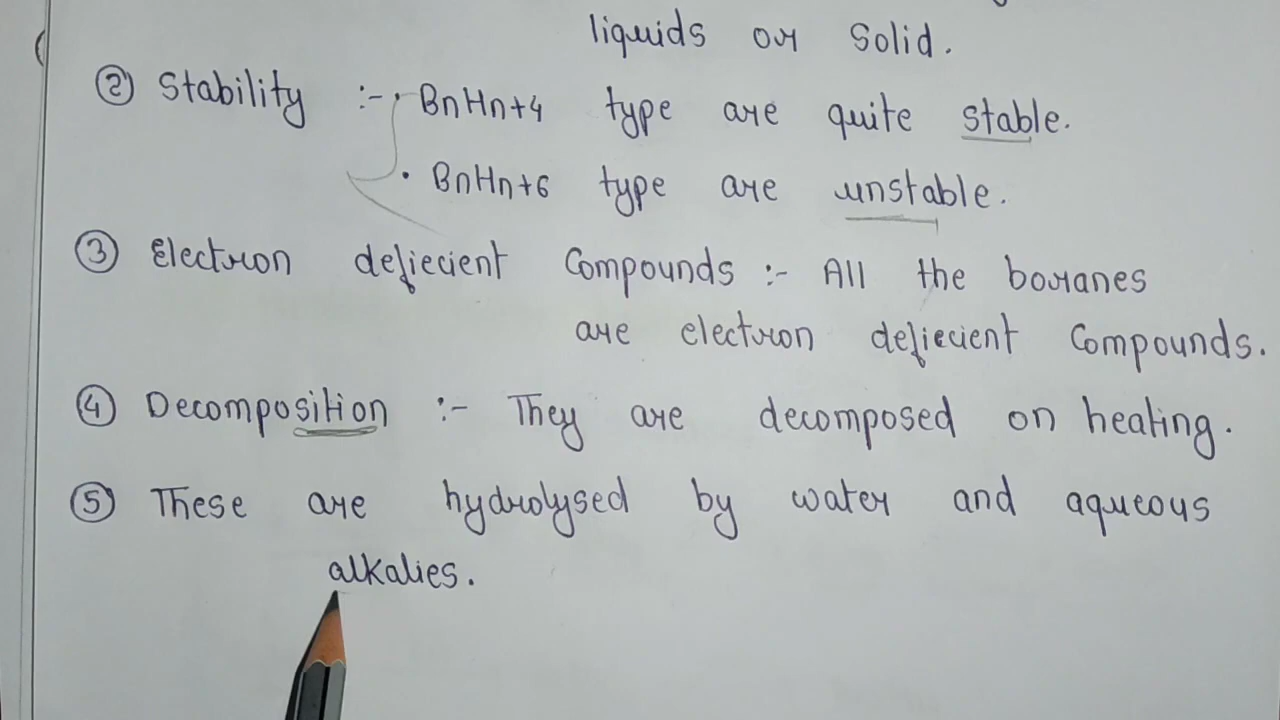 liquids or Solid.
② Stability :- • BnHn+4 type are quite stable.
• BnHn+6 type are unstable.
③ Electron defiecient Compounds :- All the boranes
are electron defiecient Compounds.
④ Decomposition :- They are decomposed on heating.
⑤ These are hydrolysed by water and aqueous
alkalies.